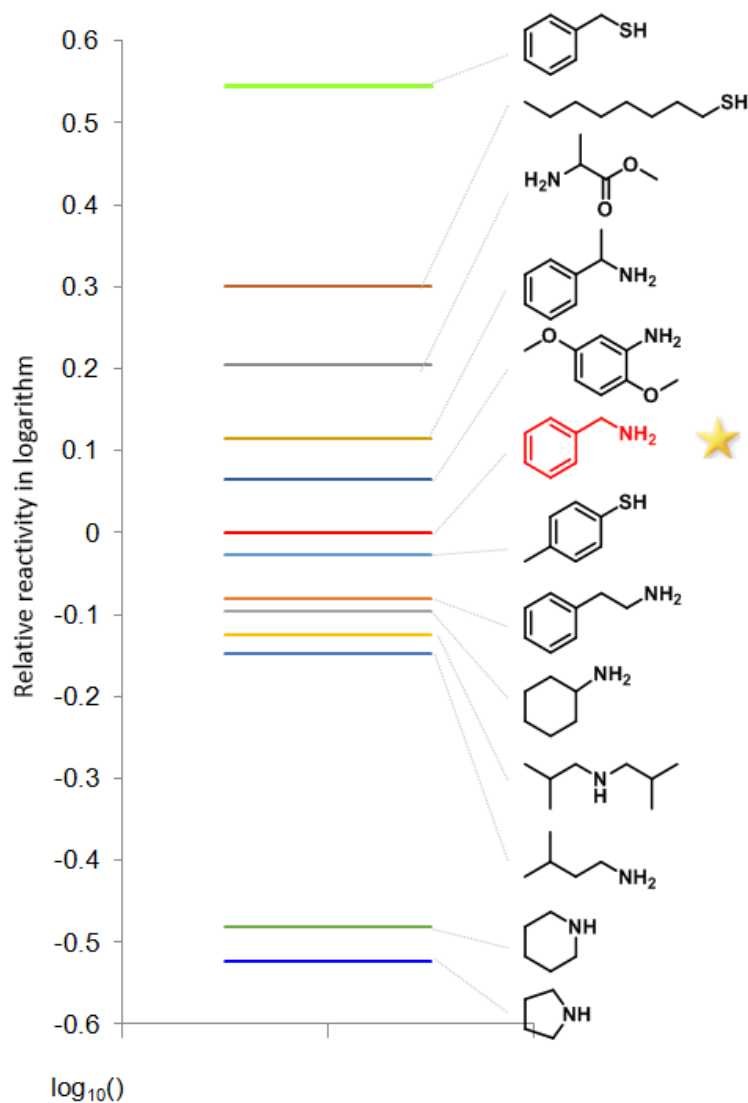 Relative reactivity in logarithm
0.6
0.5
0.4
0.3
0.2
0.1
0
-0.1
-0.2
-0.3
-0.4
-0.5
-0.6
log10()
SH
SH
H2N
O
O
NH2
O
NH2
O
NH2
SH
NH2
NH2
N
H
NH2
NH
NH